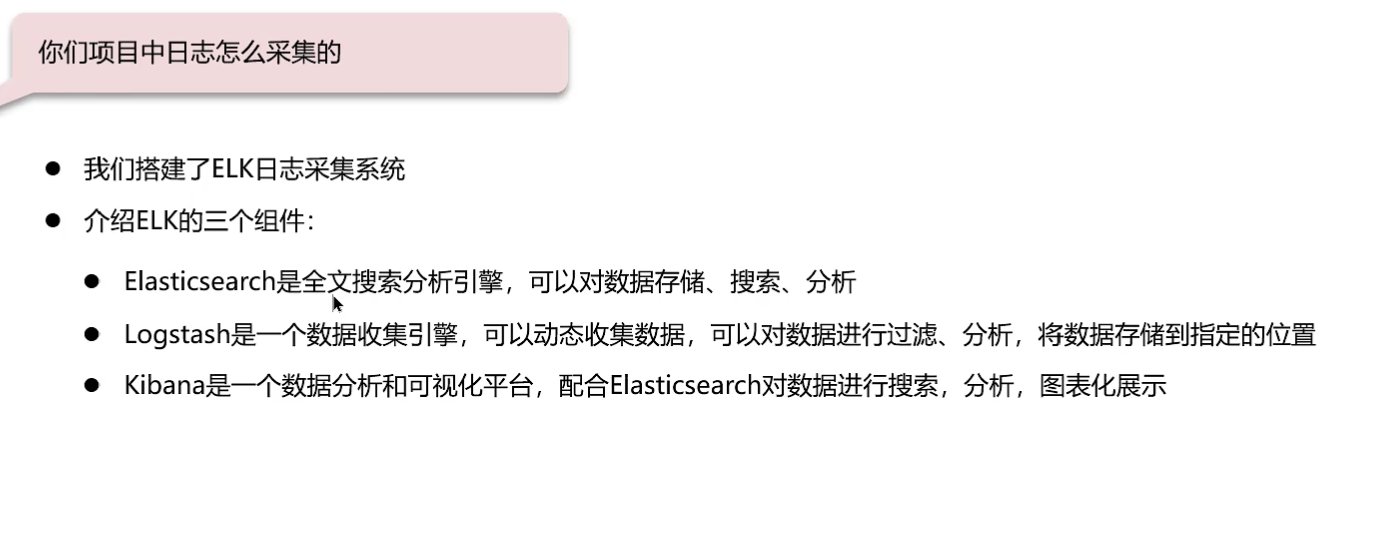 你们项目中日志怎么采集的
我们搭建了ELK日志采集系统
介绍ELK的三个组件：
Elasticsearch是全文搜索分析引擎，可以对数据存储、搜索、分析
Logstash是一个数据收集引擎，可以动态收集数据，可以对数据进行过滤、分析，将数据存储到指定的位置
Kibana是一个数据分析和可视化平台，配合Elasticsearch对数据进行搜索，分析，图表化展示